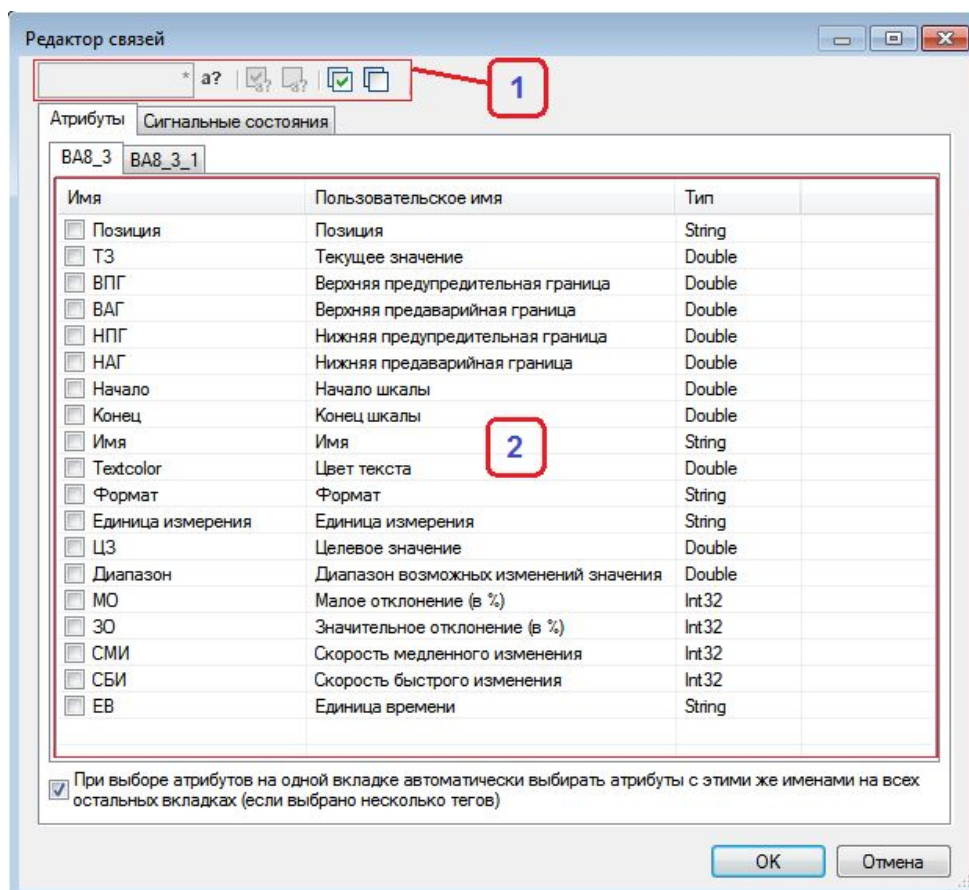 Редактор связей
* a? a? a?
1
Атрибуты Сигнальные состояния
BA8_3 BA8_3_1
Имя Пользовательское имя Тип
Позиция Позиция String
ТЗ Текущее значение Double
ВПГ Верхняя предупредительная граница Double
ВАГ Верхняя предаварийная граница Double
НПГ Нижняя предупредительная граница Double
НАГ Нижняя предаварийная граница Double
Начало Начало шкалы Double
Конец Конец шкалы Double
Имя Имя String
2
Textcolor Цвет текста Double
Формат Формат String
Единица измерения Единица измерения String
ЦЗ Целевое значение Double
Диапазон Диапазон возможных изменений значения Double
МО Малое отклонение (в %) Int32
ЗО Значительное отклонение (в %) Int32
СМИ Скорость медленного изменения Int32
СБИ Скорость быстрого изменения Int32
ЕВ Единица времени String
При выборе атрибутов на одной вкладке автоматически выбирать атрибуты с этими же именами на всех
остальных вкладках (если выбрано несколько тегов)
OK Отмена